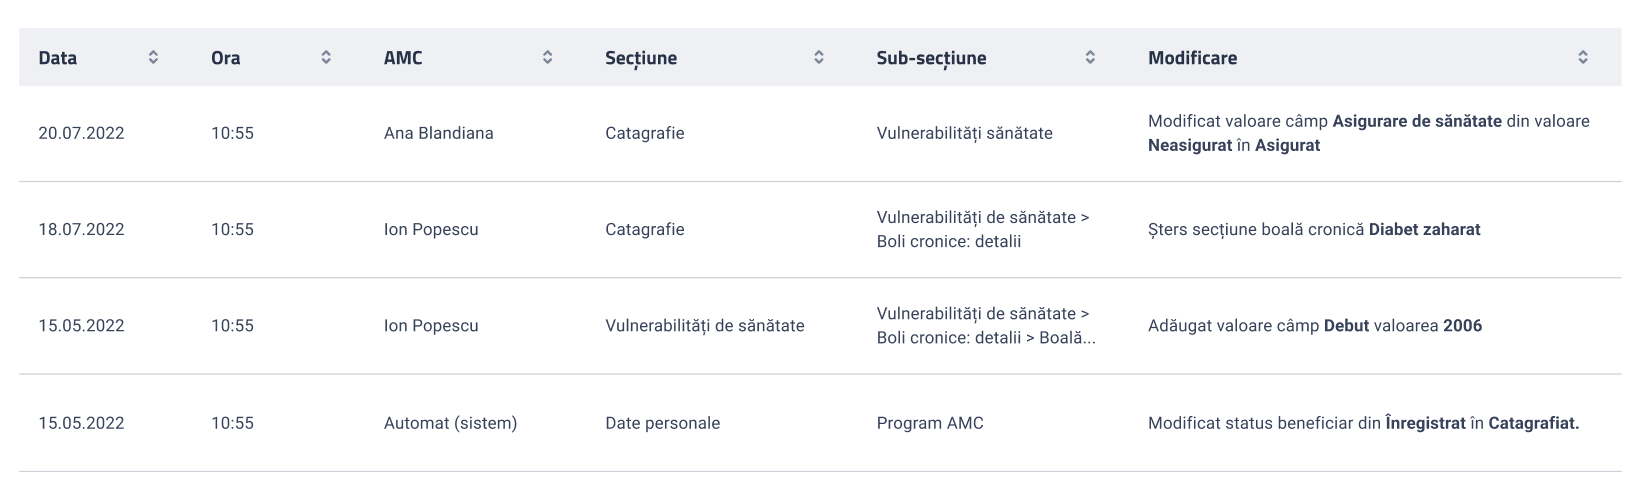 Data Ora AMC Secțiune Sub-secțiune Modificare
20.07.2022 10:55 Ana Blandiana Catagrafie Vulnerabilități sănătate Modificat valoare câmp Asigurare de sănătate din valoare
Neasigurat în Asigurat
18.07.2022 10:55 Ion Popescu Catagrafie Vulnerabilități de sănătate >
Boli cronice: detalii
Șters secțiune boală cronică Diabet zaharat
15.05.2022 10:55 Ion Popescu Vulnerabilități de sănătate Vulnerabilități de sănătate >
Boli cronice: detalii > Boală...
Adăugat valoare câmp Debut valoarea 2006
15.05.2022 10:55 Automat (sistem) Date personale Program AMC Modificat status beneficiar din Înregistrat în Catagrafiat.